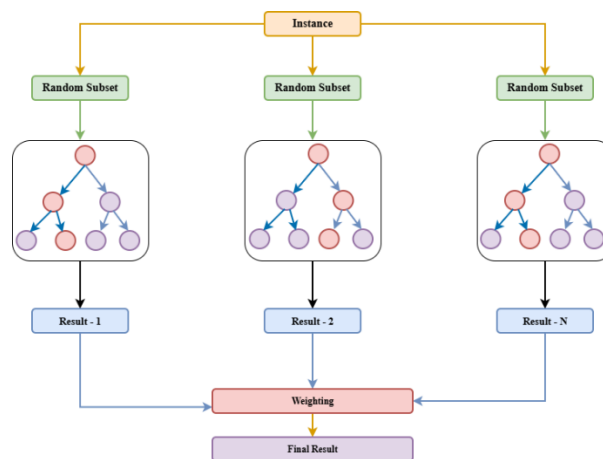 Instance
Random Subset
Random Subset
Random Subset
Result - 1
Result - 2
Result - N
Weighting
Final Result